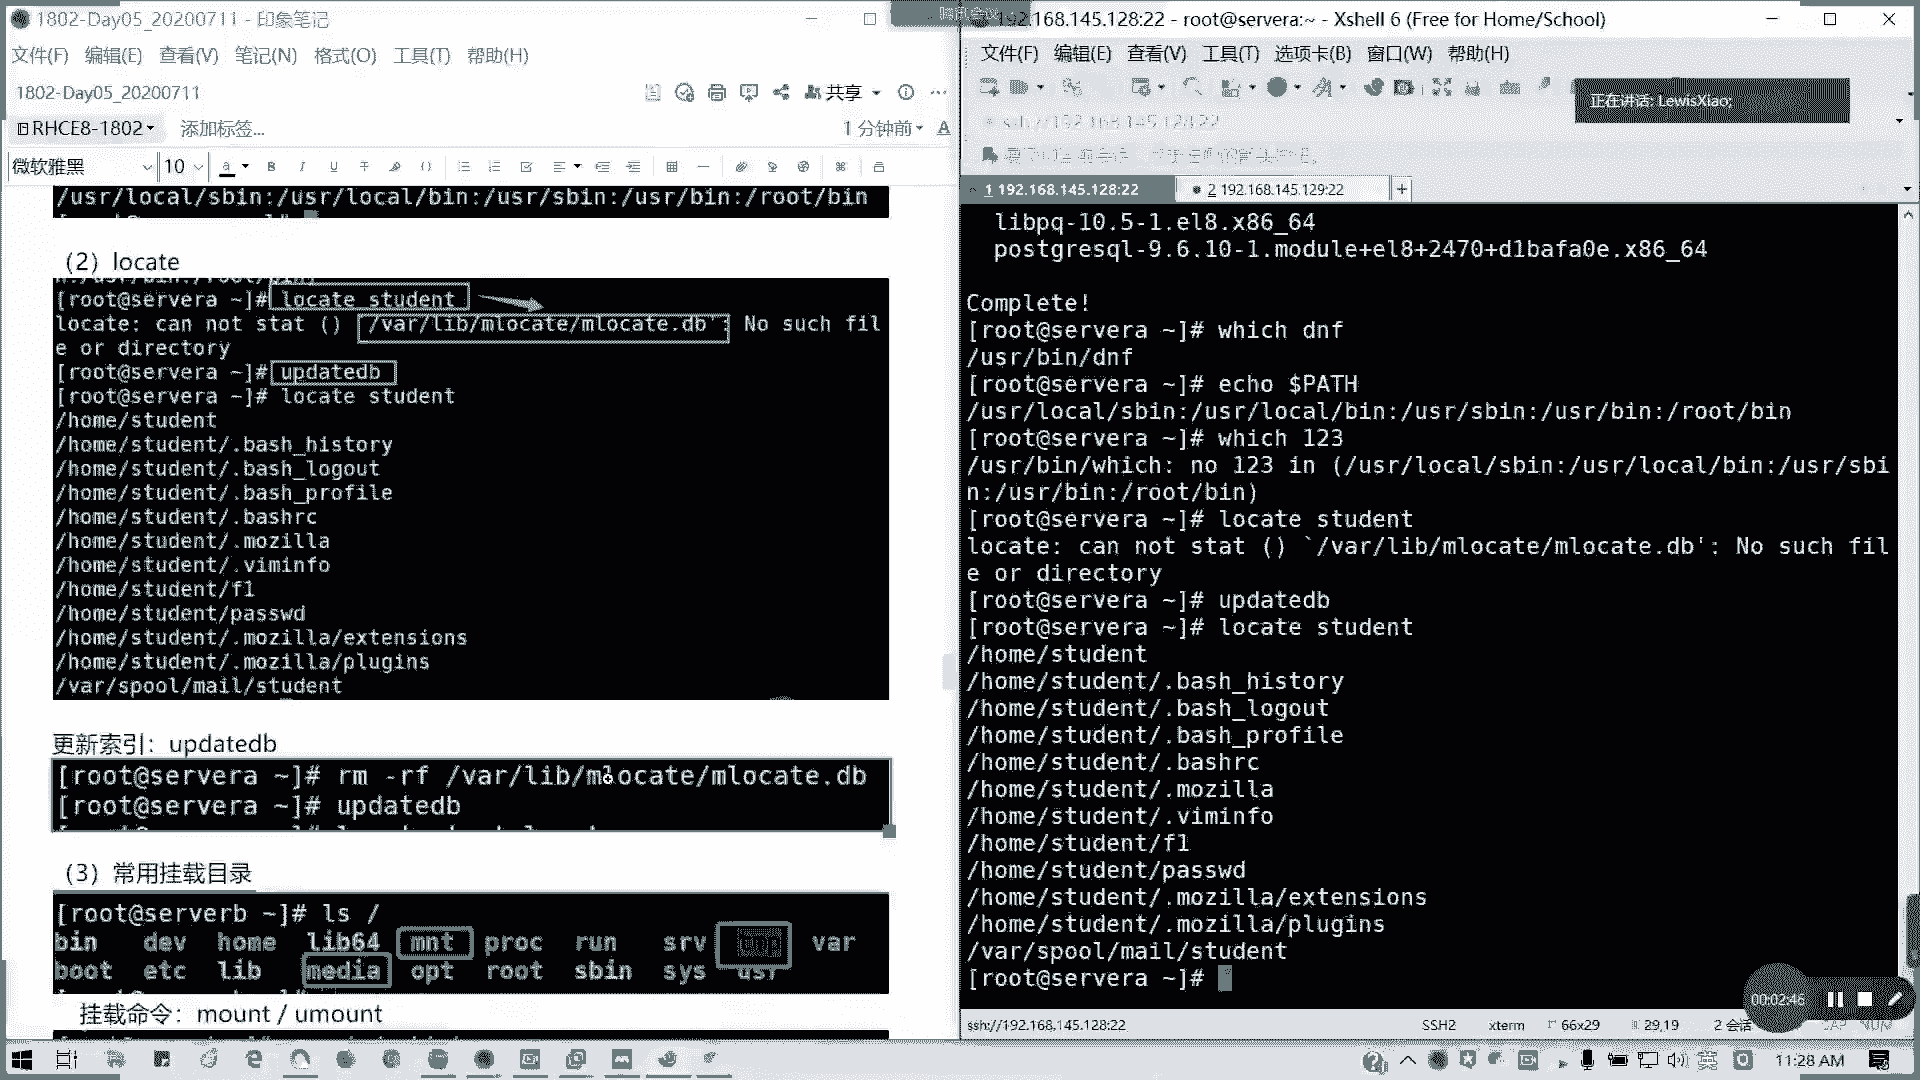 1802-Day05_20200711 - 印象笔记
文件(F) 编辑(E) 查看(V) 笔记(N) 格式(O) 工具(T) 帮助(H)
1802-Day05_20200711
共享
RHCE8-1802
添加标签...
1 分钟前
微软雅黑
10
/usr/local/sbin:/usr/local/bin:/usr/sbin:/usr/bin:/root/bin
（2）locate
[root@servera ~]# locate student
locate: can not stat () `/var/lib/mlocate/mlocate.db': No such fil
e or directory
[root@servera ~]# updatedb
[root@servera ~]# locate student
/home/student
/home/student/.bash_history
/home/student/.bash_logout
/home/student/.bash_profile
/home/student/.bashrc
/home/student/.mozilla
/home/student/.viminfo
/home/student/f1
/home/student/passwd
/home/student/.mozilla/extensions
/home/student/.mozilla/plugins
/var/spool/mail/student
更新索引：updatedb
[root@servera ~]# rm -rf /var/lib/mlocate/mlocate.db
[root@servera ~]# updatedb
（3）常用挂载目录
[root@serverb ~]# ls /
bin dev home lib64 mnt proc run srv tmp var
boot etc lib media opt root sbin sys usr
挂载命令：mount / umount
腾讯会议
192.168.145.128:22 - root@servera:~ - Xshell 6 (Free for Home/School)
文件(F) 编辑(E) 查看(V) 工具(T) 选项卡(B) 窗口(W) 帮助(H)
正在讲话: LewisXiao;
ssh://192.168.145.128:22
1 192.168.145.128:22
2 192.168.145.129:22
libpq-10.5-1.el8.x86_64
postgresql-9.6.10-1.module+el8+2470+d1bafa0e.x86_64
Complete!
[root@servera ~]# which dnf
/usr/bin/dnf
[root@servera ~]# echo $PATH
/usr/local/sbin:/usr/local/bin:/usr/sbin:/usr/bin:/root/bin
[root@servera ~]# which 123
/usr/bin/which: no 123 in (/usr/local/sbin:/usr/local/bin:/usr/sbi
n:/usr/bin:/root/bin)
[root@servera ~]# locate student
locate: can not stat () `/var/lib/mlocate/mlocate.db': No such fil
e or directory
[root@servera ~]# updatedb
[root@servera ~]# locate student
/home/student
/home/student/.bash_history
/home/student/.bash_logout
/home/student/.bash_profile
/home/student/.bashrc
/home/student/.mozilla
/home/student/.viminfo
/home/student/f1
/home/student/passwd
/home/student/.mozilla/extensions
/home/student/.mozilla/plugins
/var/spool/mail/student
[root@servera ~]#
00:02:46
ssh://192.168.145.128:22
SSH2
xterm
66x29
29,19
2 会话
CAP NUM
英
11:28 AM